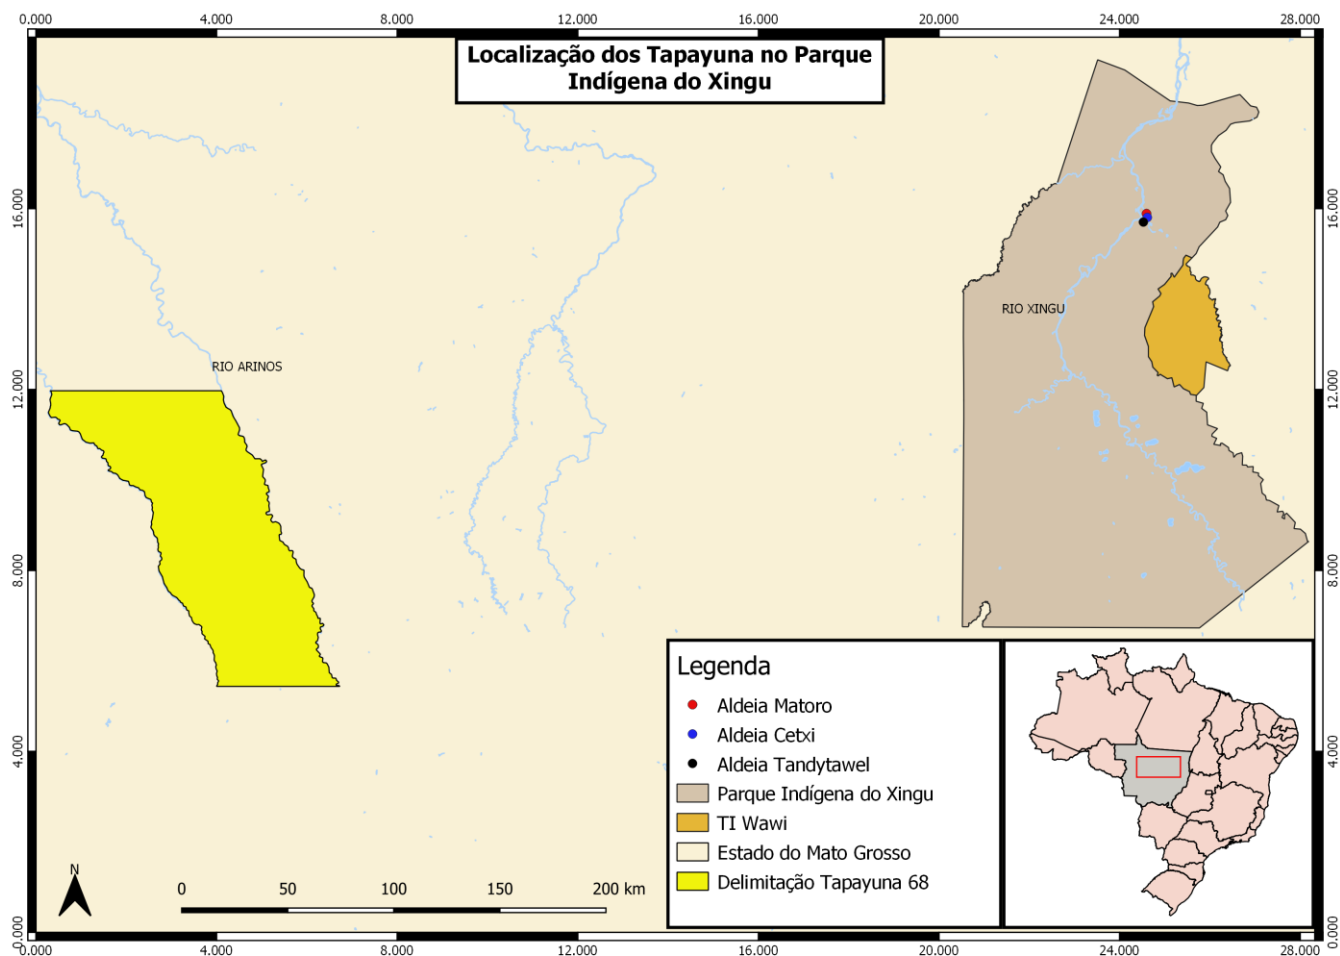 0.000 4.000 8.000 12.000 16.000 20.000 24.000 28.000
Localização dos Tapayuna no Parque
Indígena do Xingu
16.000
16.000
RIO XINGU
RIO ARINOS
12.000
12.000
8.000
8.000
Legenda
Aldeia Matoro
Aldeia Cetxi
Aldeia Tandytawel
Parque Indígena do Xingu
TI Wawi
Estado do Mato Grosso
Delimitação Tapayuna 68
4.000
4.000
N
0 50 100 150 200 km
0.000
0.000
0.000 4.000 8.000 12.000 16.000 20.000 24.000 28.000